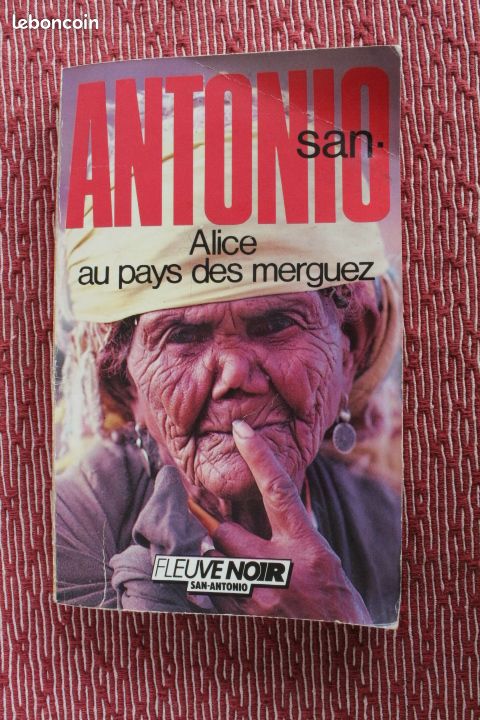 leboncoin
ANTONIO
san-
Alice
au pays des merguez
FLEUVE NOIR
SAN-ANTONIO